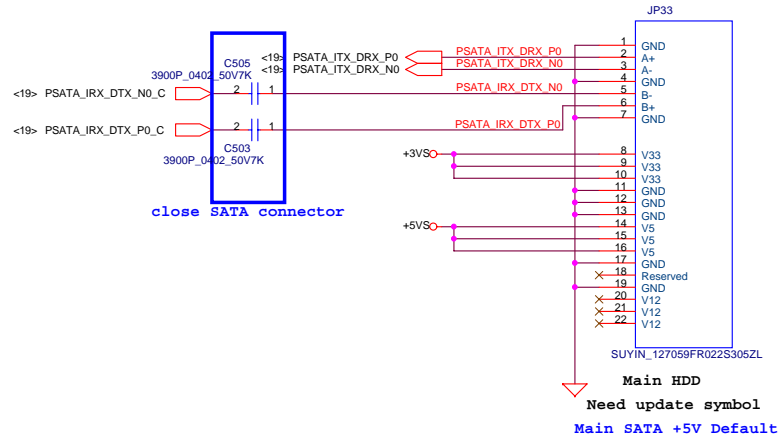 JP33
1 GND
<19> PSATA_ITX_DRX_P0 PSATA_ITX_DRX_P0 2 A+
<19> PSATA_ITX_DRX_N0 PSATA_ITX_DRX_N0 3 A-
4 GND
C505
3900P_0402_50V7K
<19> PSATA_IRX_DTX_N0_C 2 1 PSATA_IRX_DTX_N0 5 B-
6 B+
7 GND
<19> PSATA_IRX_DTX_P0_C 2 1 PSATA_IRX_DTX_P0
C503
3900P_0402_50V7K
+3VS 8 V33
9 V33
10 V33
11 GND
12 GND
13 GND
close SATA connector
+5VS 14 V5
15 V5
16 V5
17 GND
18 Reserved
19 GND
20 V12
21 V12
22 V12
SUYIN_127059FR022S305ZL
Main HDD
Need update symbol
Main SATA +5V Default